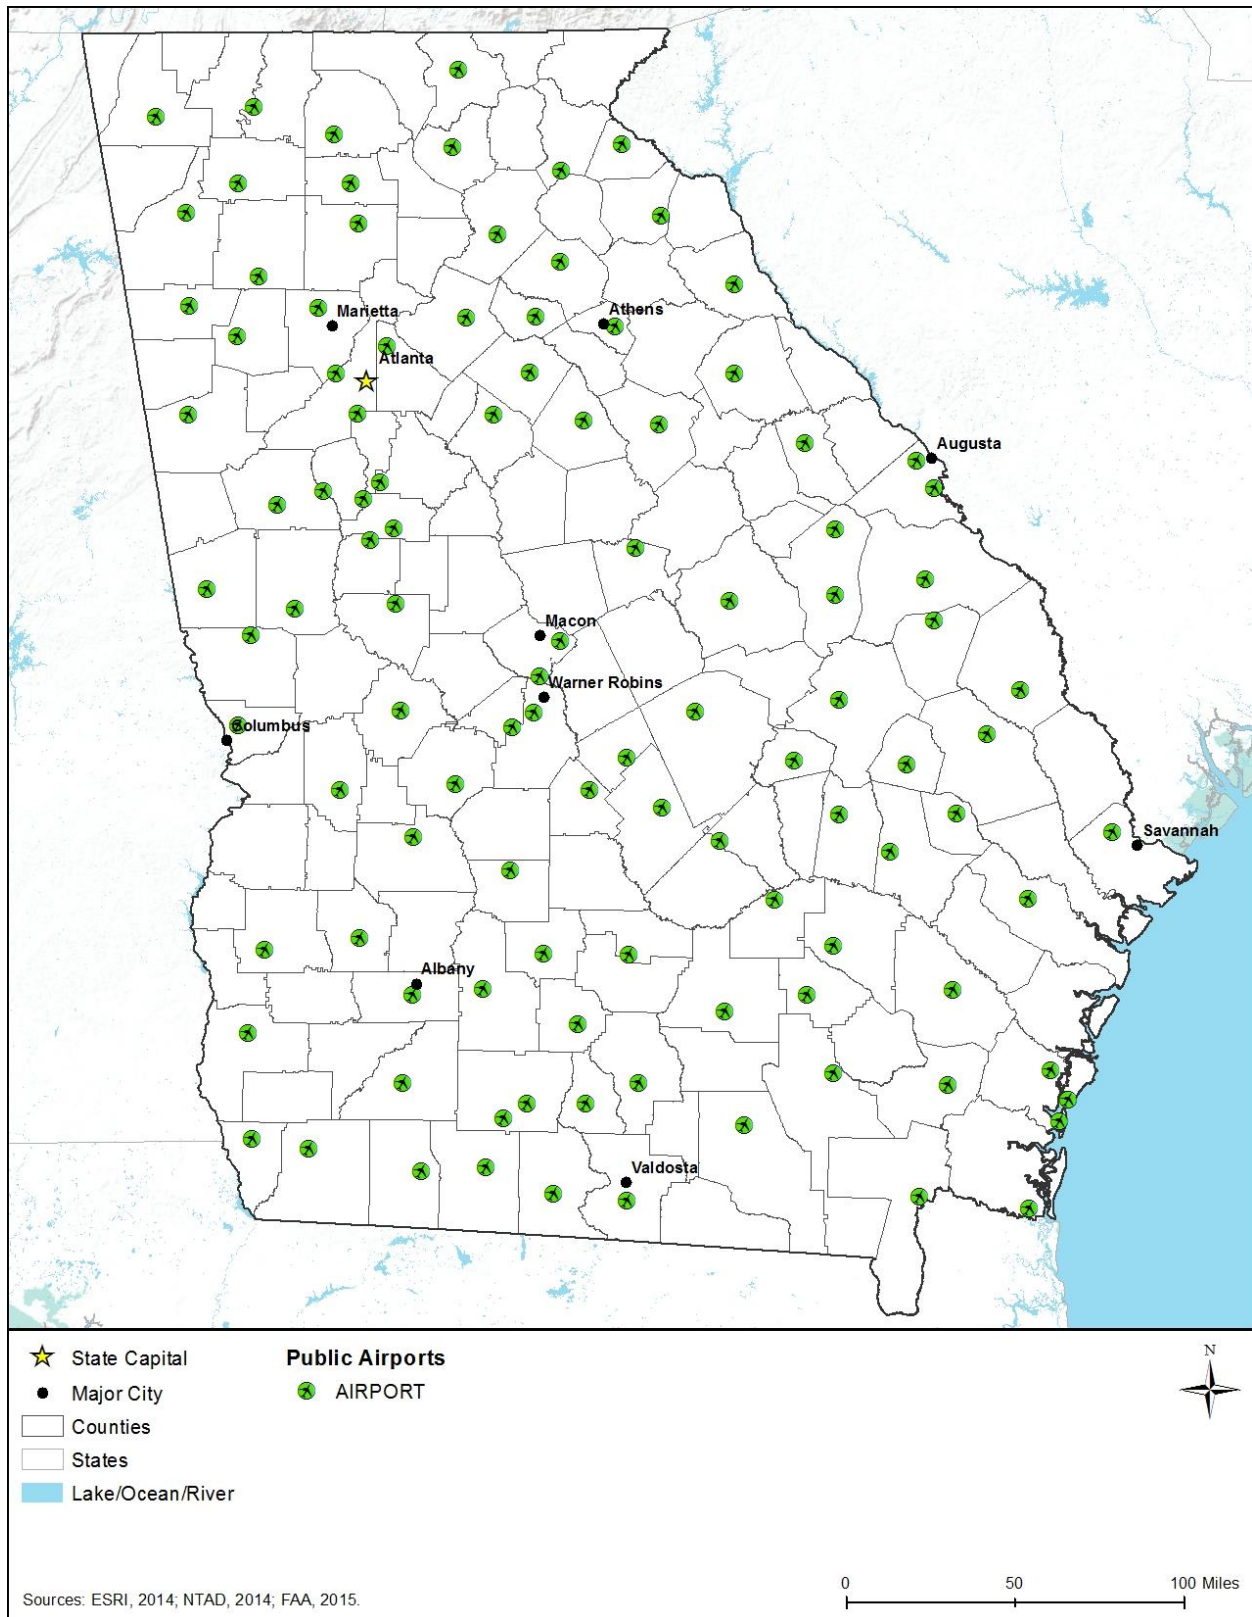 Marietta
Athens
Atlanta
Augusta
Macon
Warner Robins
Columbus
Savannah
Albany
Valdosta
State Capital
Public Airports
N
Major City
AIRPORT
Counties
States
Lake/Ocean/River
0 50 100 Miles
Sources: ESRI, 2014; NTAD, 2014; FAA, 2015.